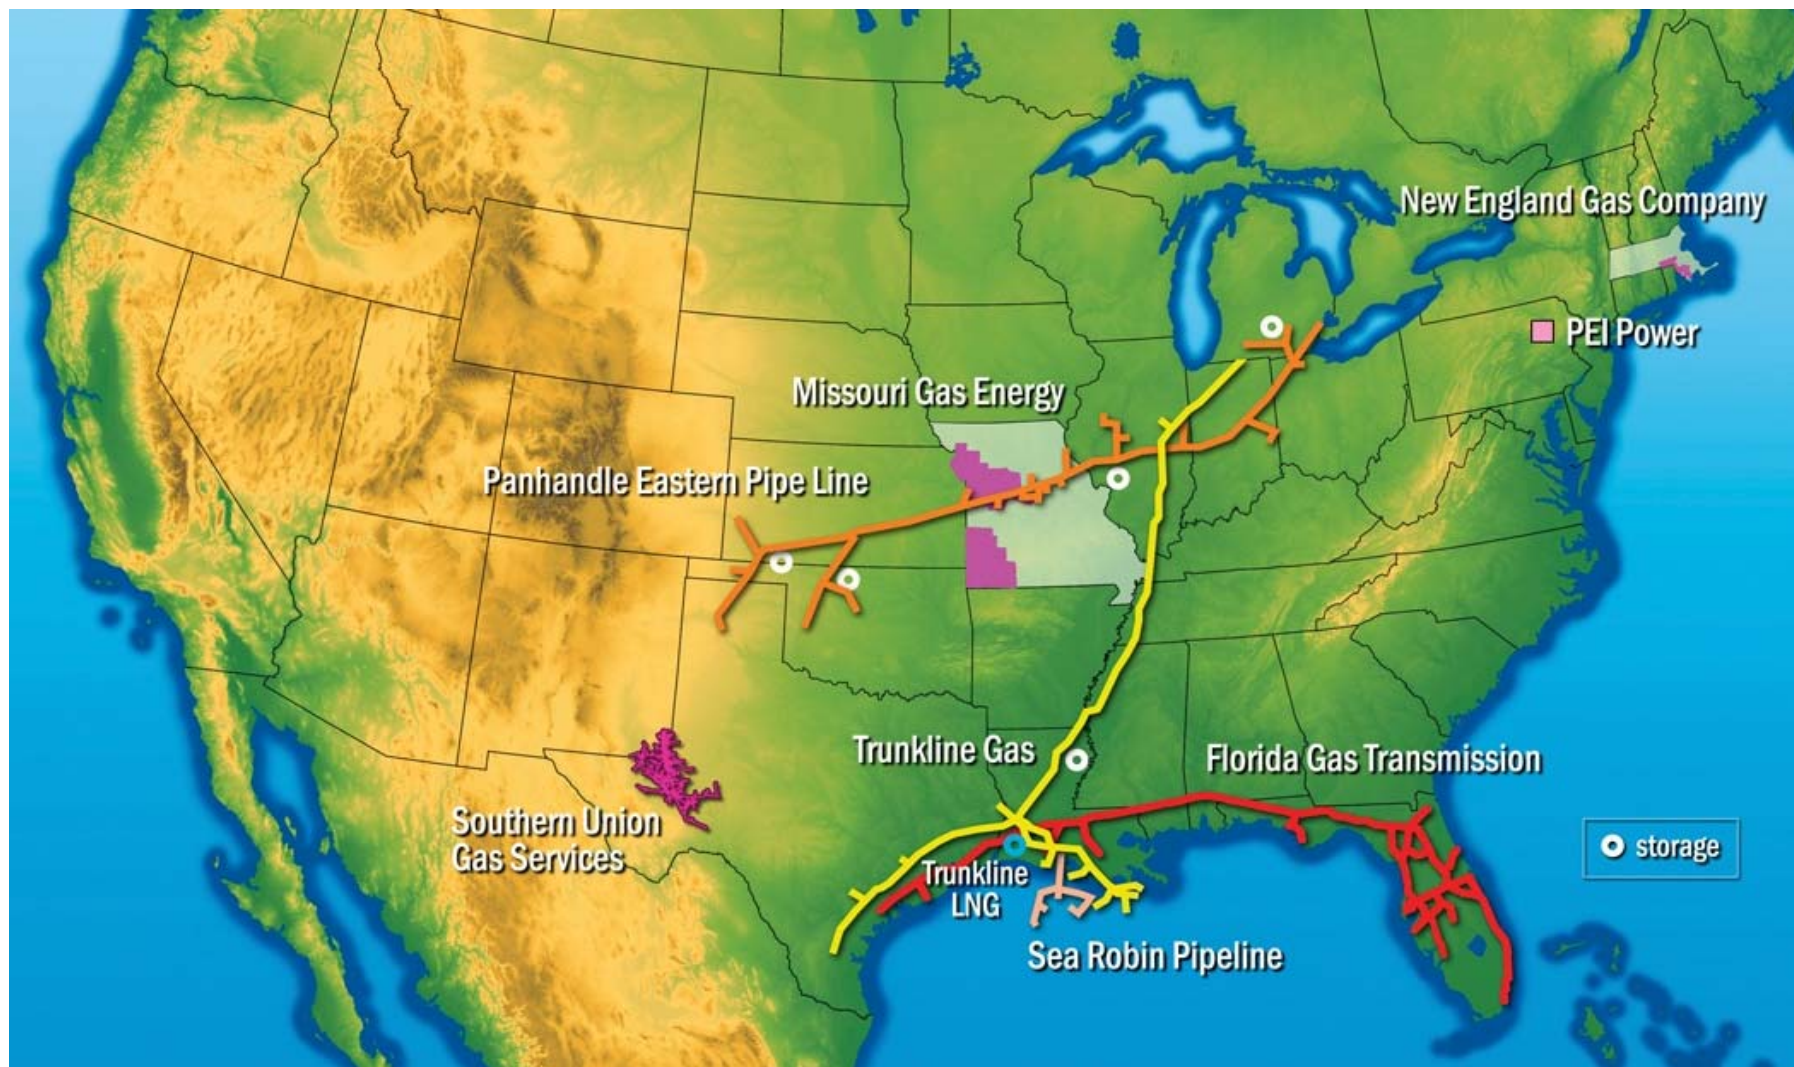 New England Gas Company
PEI Power
Missouri Gas Energy
Panhandle Eastern Pipe Line
Trunkline Gas
Florida Gas Transmission
Southern Union
Gas Services
storage
Trunkline
LNG
Sea Robin Pipeline